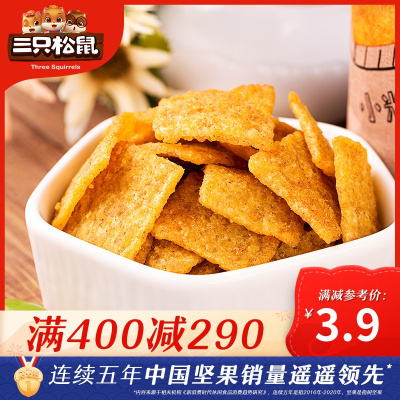 三只松鼠
Three Squirrels
小米
满减参考价:
¥3.9
满400减290
连续五年中国坚果销量遥遥领先*